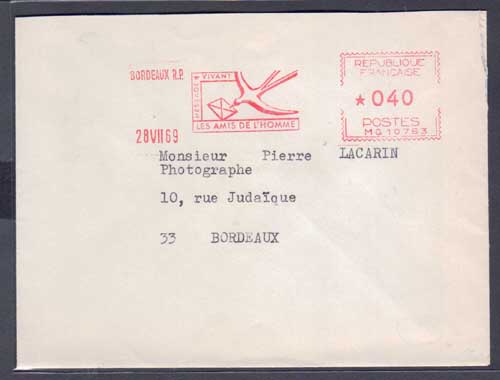 BORDEAUX R.P.
VIVANT
LES AMIS DE L'HOMME
28 VII 69
REPUBLIQUE
FRANÇAISE
★ 040
POSTES
MG 10763
Monsieur Pierre LACARIN
Photographe
10, rue Judaïque
33 BORDEAUX